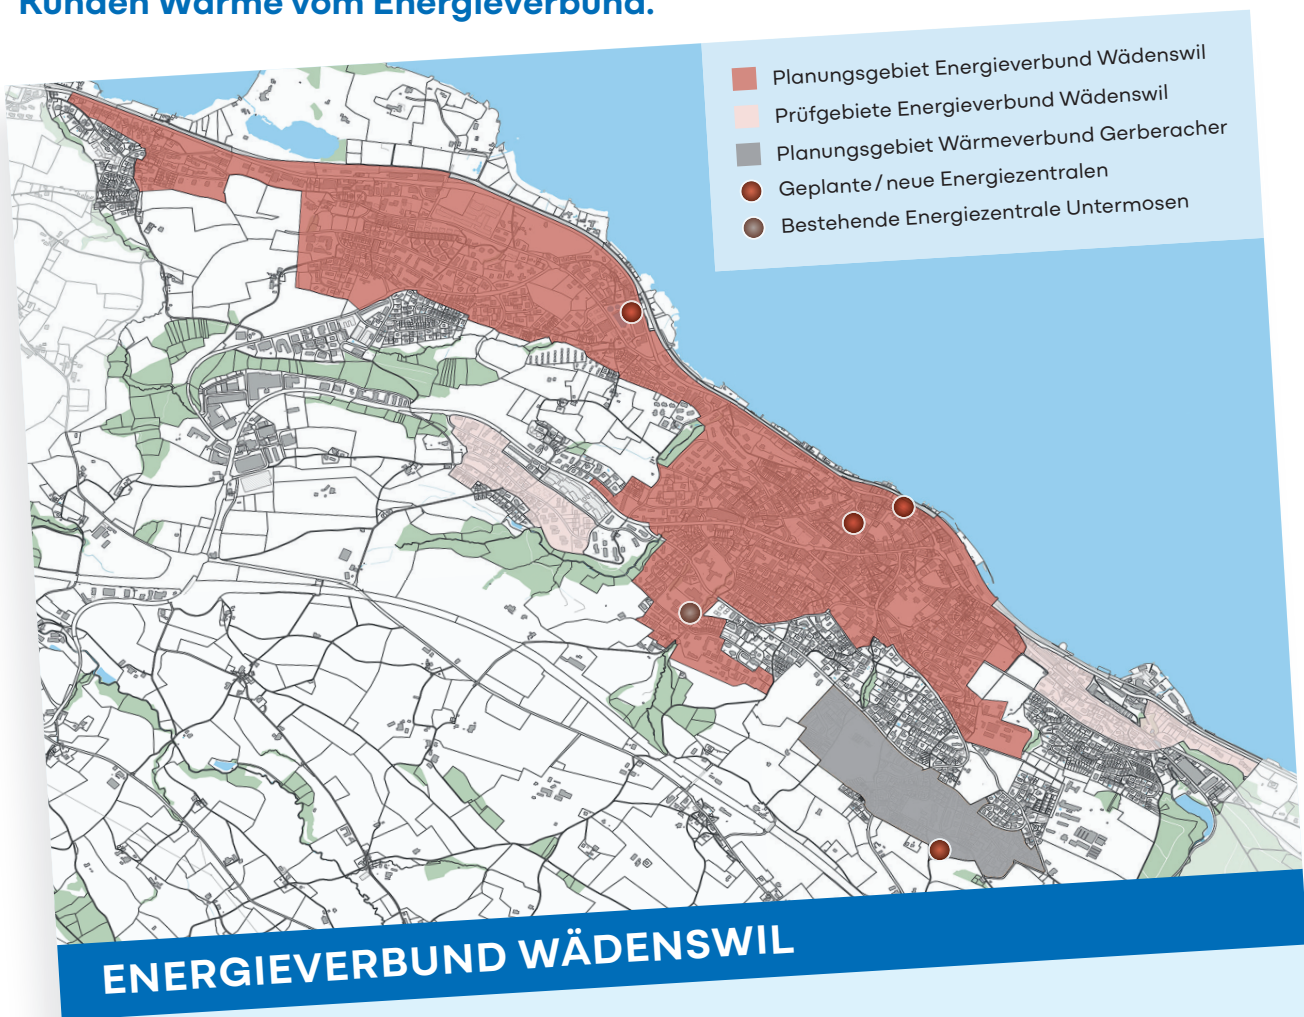 Kunden Wärme vom Energieverbund.
Planungsgebiet Energieverbund Wädenswil
Prüfgebiete Energieverbund Wädenswil
Planungsgebiet Wärmeverbund Gerberacher
Geplante/neue Energiezentralen
Bestehende Energiezentrale Untermosen
ENERGIEVERBUND WÄDENSWIL